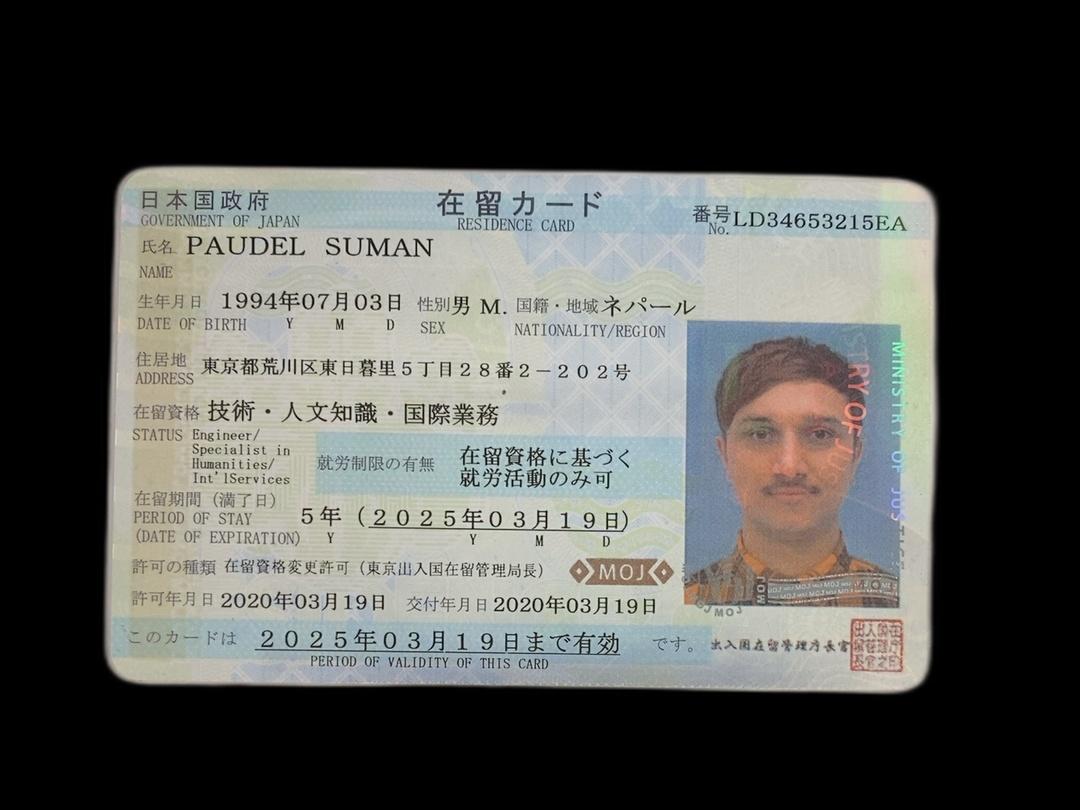 日本国政府 在留カード 番号 LD34653215EA
GOVERNMENT OF JAPAN RESIDENCE CARD No.
氏名 PAUDEL SUMAN
NAME
生年月日 1994年07月03日 性別 男 M. 国籍・地域 ネパール
DATE OF BIRTH Y M D SEX NATIONALITY/REGION
住居地 東京都荒川区東日暮里5丁目28番2-202号
ADDRESS
在留資格 技術・人文知識・国際業務
STATUS Engineer/
Specialist in
Humanities/
Int'lServices
就労制限の有無 在留資格に基づく
就労活動のみ可
在留期間(満了日)
PERIOD OF STAY 5年(2025年03月19日)
(DATE OF EXPIRATION) Y Y M D
許可の種類 在留資格変更許可(東京出入国在留管理局長)
MOJ
許可年月日 2020年03月19日 交付年月日 2020年03月19日
このカードは 2025年03月19日まで有効 です。
PERIOD OF VALIDITY OF THIS CARD
出入国在留管理庁長官
MINISTRY OF JUSTICE
MOJ